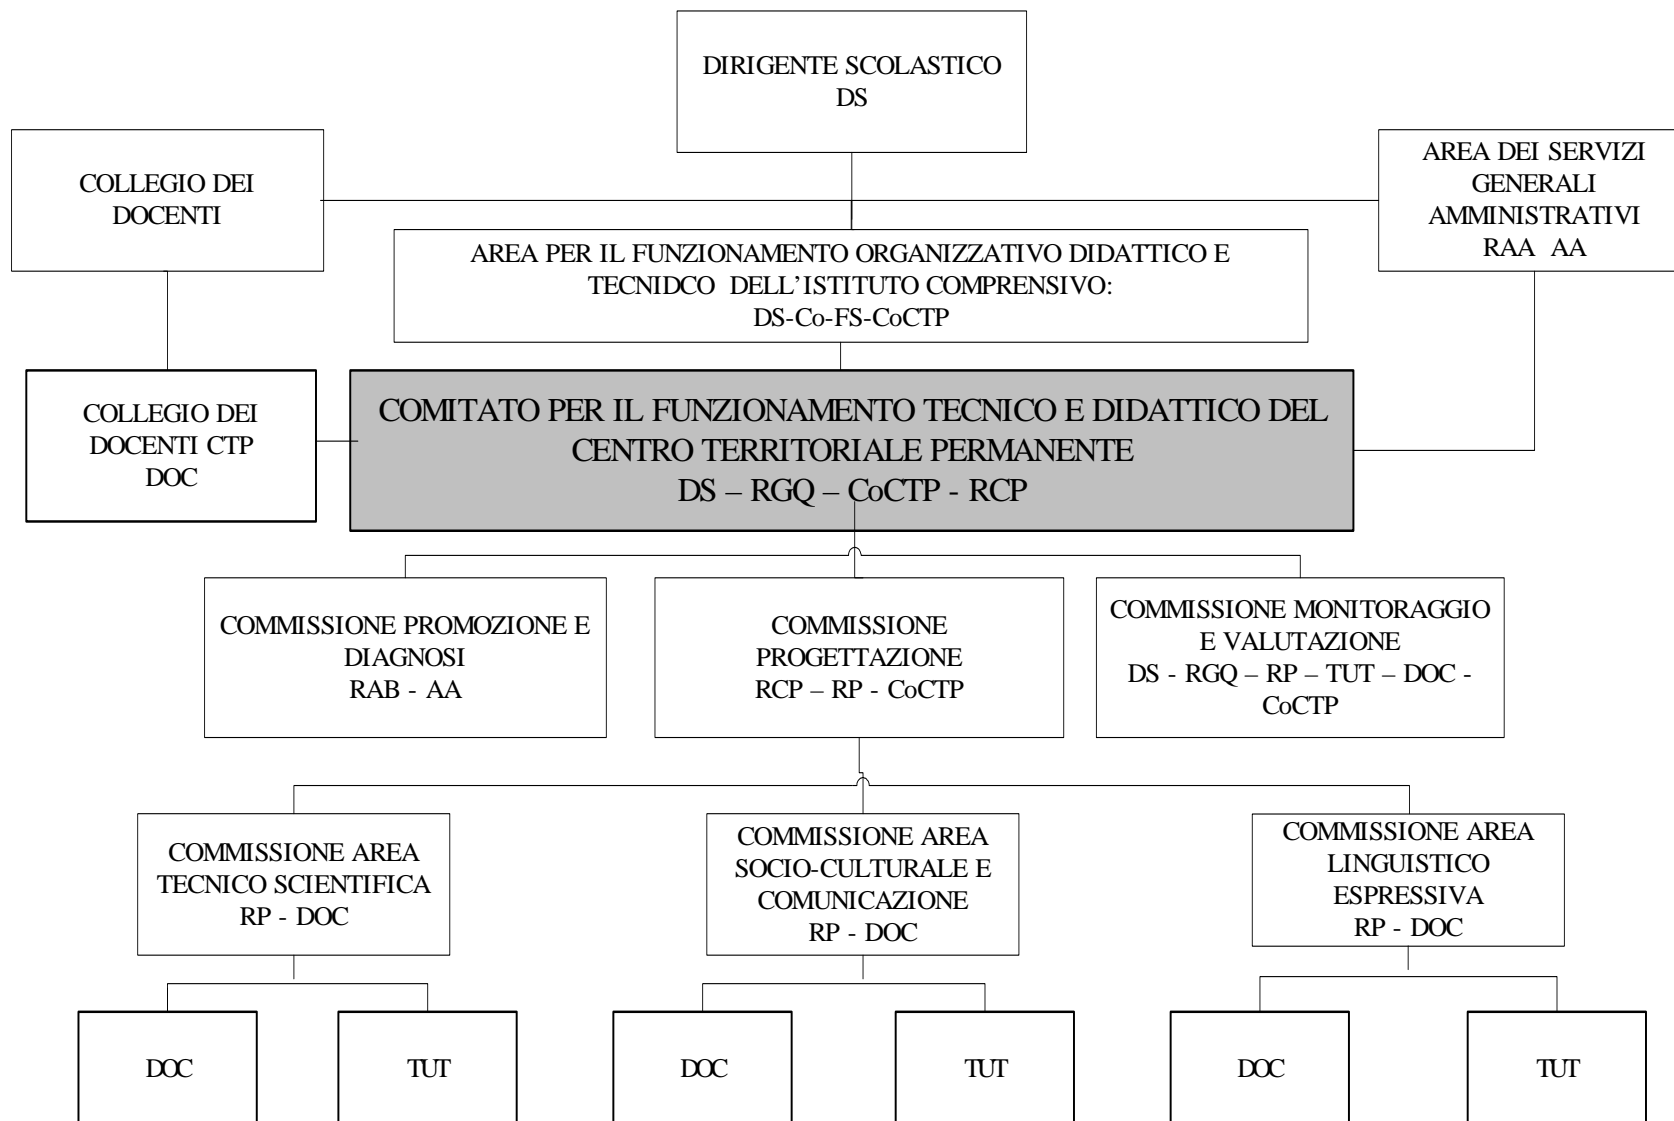 DIRIGENTE SCOLASTICO
DS
COLLEGIO DEI
DOCENTI
AREA DEI SERVIZI
GENERALI
AMMINISTRATIVI
RAA AA
AREA PER IL FUNZIONAMENTO ORGANIZZATIVO DIDATTICO E
TECNIDCO DELL'ISTITUTO COMPRENSIVO:
DS-Co-FS-CoCTP
COLLEGIO DEI
DOCENTI CTP
DOC
COMITATO PER IL FUNZIONAMENTO TECNICO E DIDATTICO DEL
CENTRO TERRITORIALE PERMANENTE
DS – RGQ – CoCTP - RCP
COMMISSIONE PROMOZIONE E
DIAGNOSI
RAB - AA
COMMISSIONE
PROGETTAZIONE
RCP – RP - CoCTP
COMMISSIONE MONITORAGGIO
E VALUTAZIONE
DS - RGQ – RP – TUT – DOC -
CoCTP
COMMISSIONE AREA
TECNICO SCIENTIFICA
RP - DOC
COMMISSIONE AREA
SOCIO-CULTURALE E
COMUNICAZIONE
RP - DOC
COMMISSIONE AREA
LINGUISTICO
ESPRESSIVA
RP - DOC
DOC
TUT
DOC
TUT
DOC
TUT